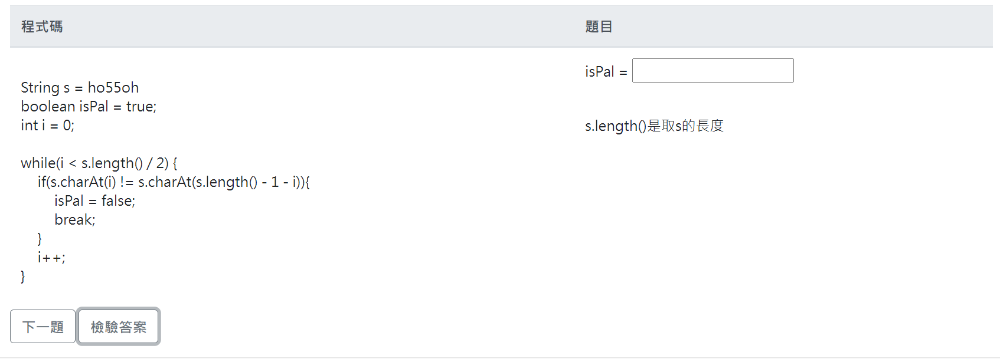 程式碼
題目
String s = ho55oh
boolean isPal = true;
int i = 0;
while(i < s.length() / 2) {
if(s.charAt(i) != s.charAt(s.length() - 1 - i)){
isPal = false;
break;
}
i++;
}
isPal =
s.length()是取s的長度
下一題
檢驗答案